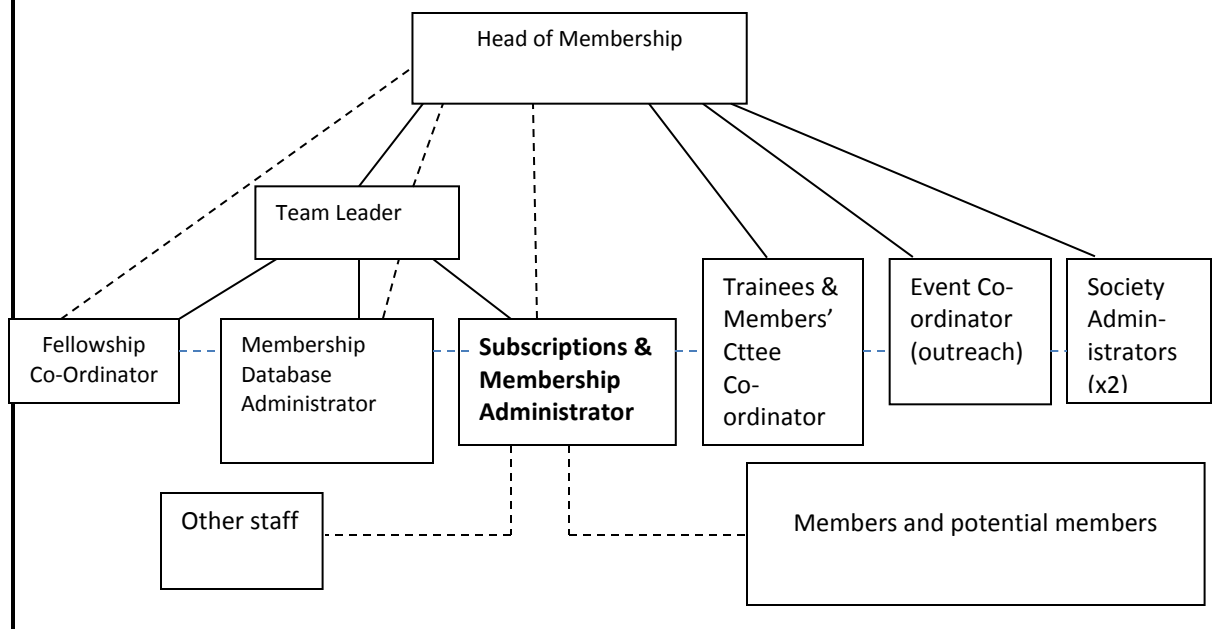 Head of Membership
Team Leader
Fellowship
Co-Ordinator
Membership
Database
Administrator
Subscriptions &
Membership
Administrator
Trainees &
Members’
Cttee
Co-
ordinator
Event Co-
ordinator
(outreach)
Society
Admin-
istrators
(x2)
Other staff
Members and potential members